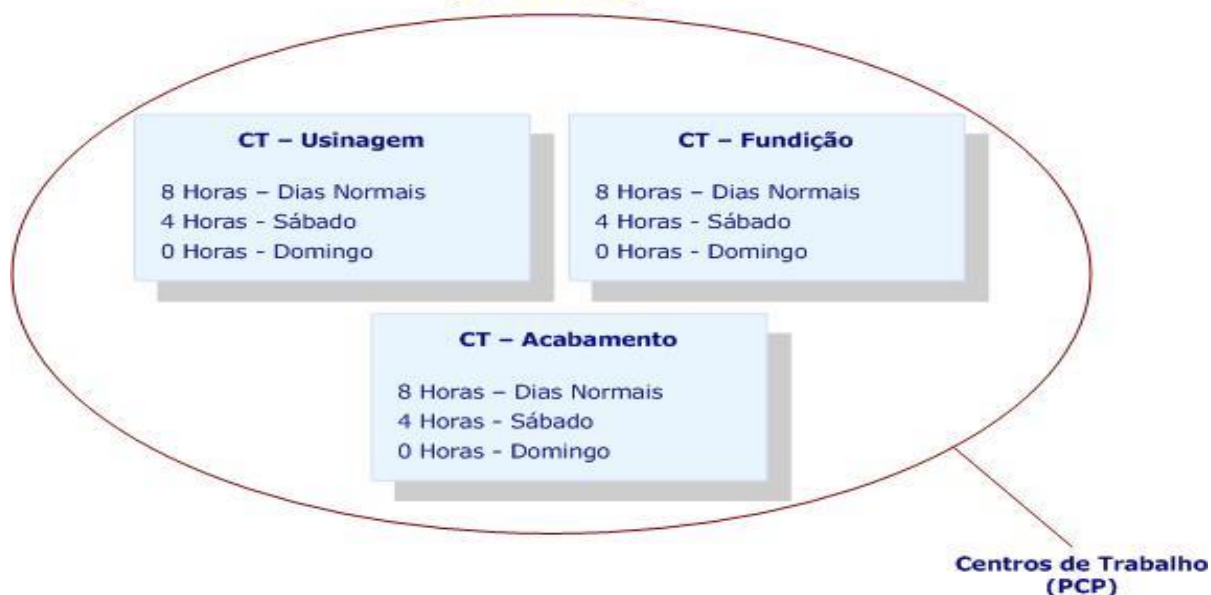 CT – Usinagem
8 Horas – Dias Normais
4 Horas - Sábado
0 Horas - Domingo
CT – Fundição
8 Horas – Dias Normais
4 Horas - Sábado
0 Horas - Domingo
CT – Acabamento
8 Horas – Dias Normais
4 Horas - Sábado
0 Horas - Domingo
Centros de Trabalho
(PCP)